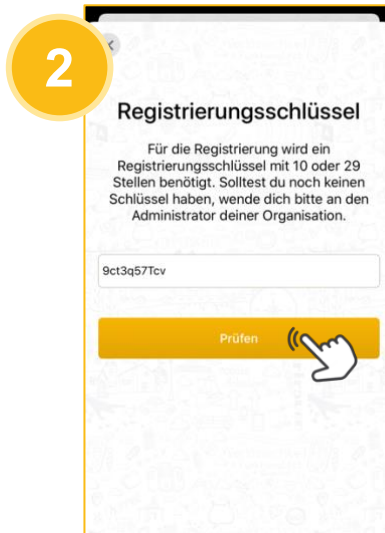 2
Registrierungsschlüssel
Für die Registrierung wird ein
Registrierungsschlüssel mit 10 oder 29
Stellen benötigt. Solltest du noch keinen
Schlüssel haben, wende dich bitte an den
Administrator deiner Organisation.
9ct3q57Tcv
Prüfen